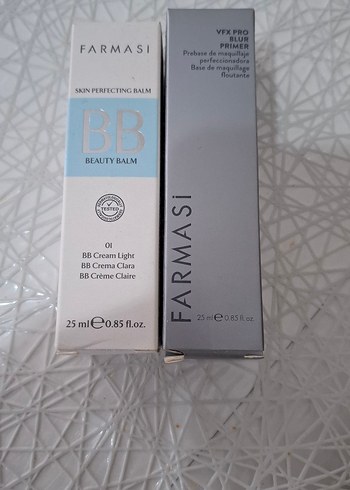 FARMASI
SKIN PERFECTING BALM
BB
BEAUTY BALM
TESTED
01
BB Cream Light
BB Crema Clara
BB Crème Claire
25 ml e 0.85 fl.oz.
VFX PRO
BLUR
PRIMER
Prebase de maquillaje
perfeccionadora
Base de maquillage
floutante
FARMASi
25 ml e 0.85 fl.oz.